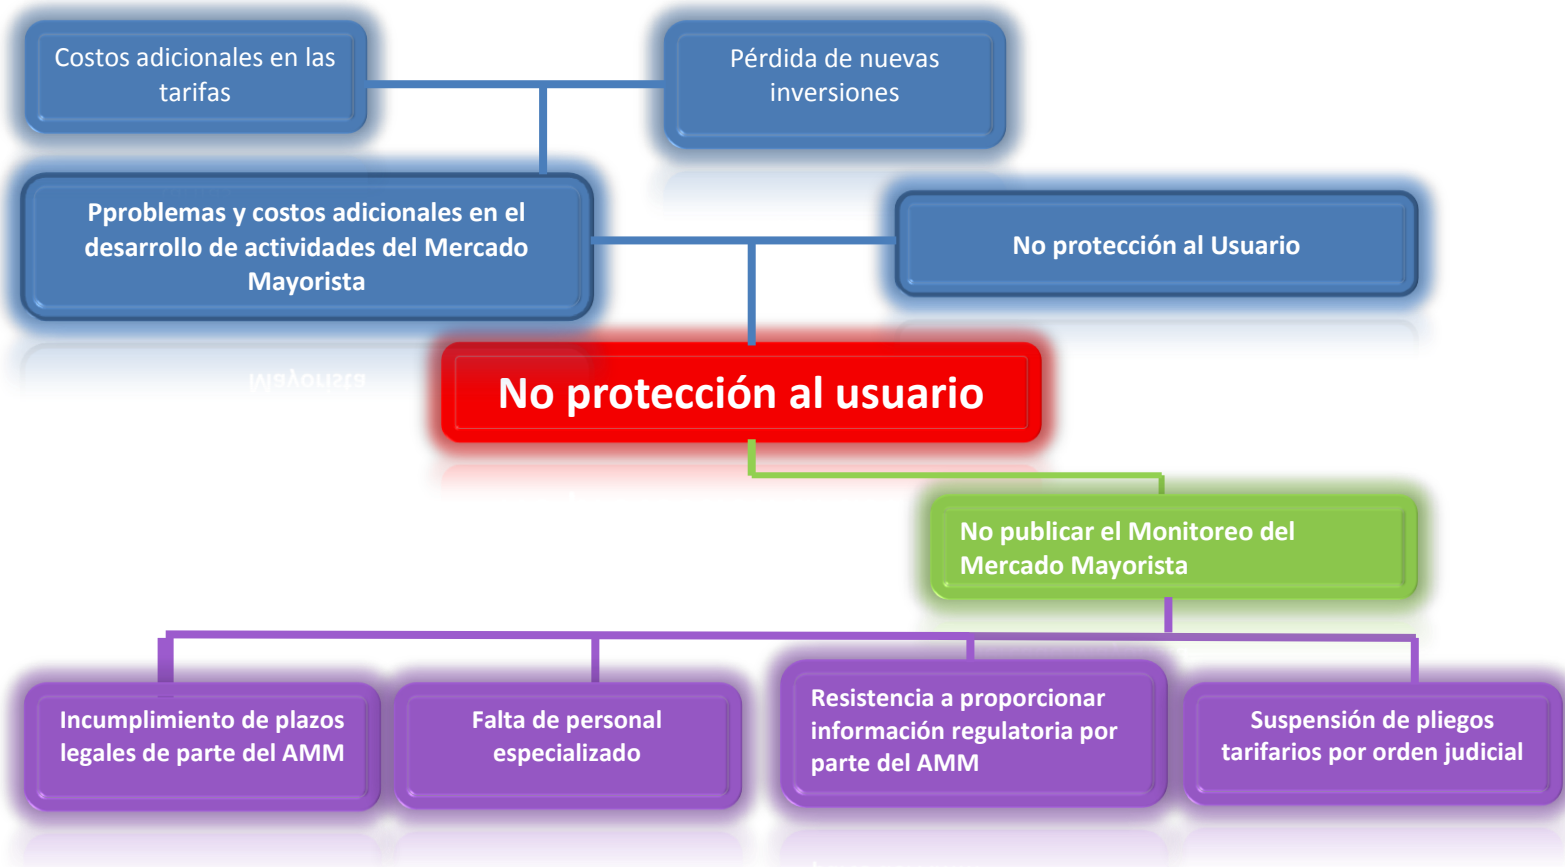 Costos adicionales en las
tarifas
Pérdida de nuevas
inversiones
Pproblemas y costos adicionales en el
desarrollo de actividades del Mercado
Mayorista
No protección al Usuario
No protección al usuario
No publicar el Monitoreo del
Mercado Mayorista
Incumplimiento de plazos
legales de parte del AMM
Falta de personal
especializado
Resistencia a proporcionar
información regulatoria por
parte del AMM
Suspensión de pliegos
tarifarios por orden judicial